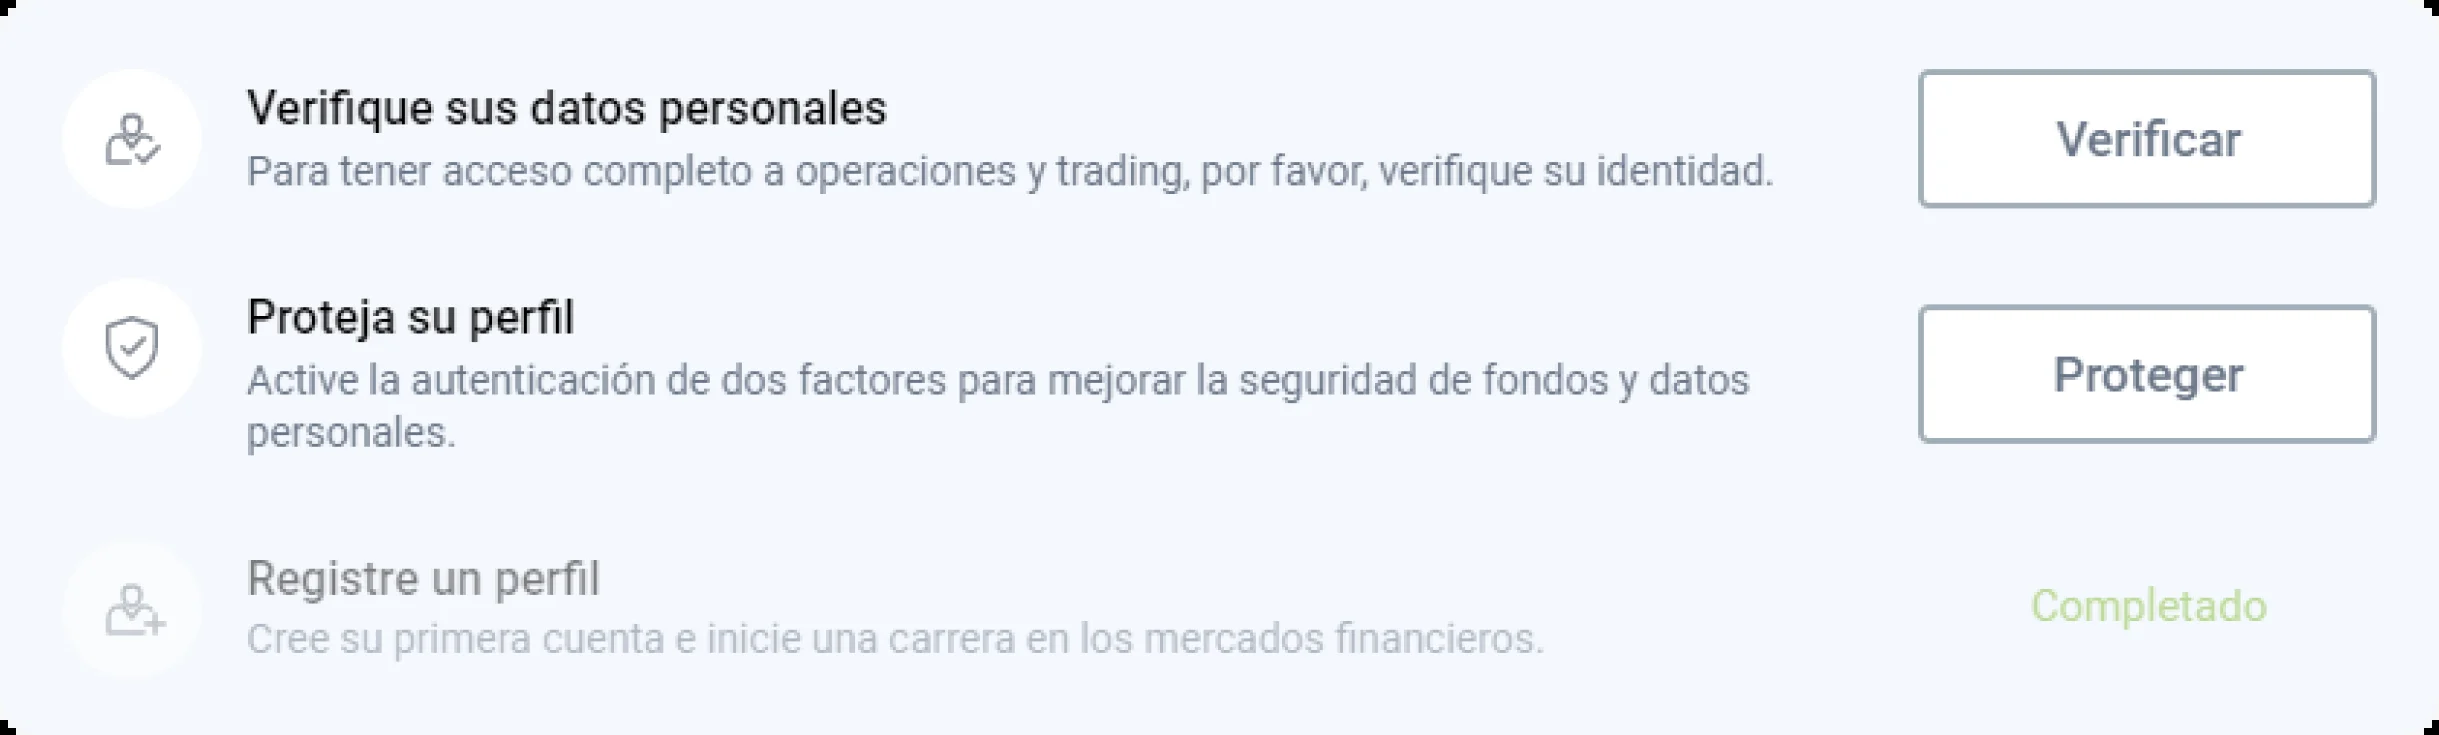 Verifique sus datos personales
Para tener acceso completo a operaciones y trading, por favor, verifique su identidad.
Verificar
Proteja su perfil
Active la autenticación de dos factores para mejorar la seguridad de fondos y datos
personales.
Proteger
Registre un perfil
Cree su primera cuenta e inicie una carrera en los mercados financieros.
Completado